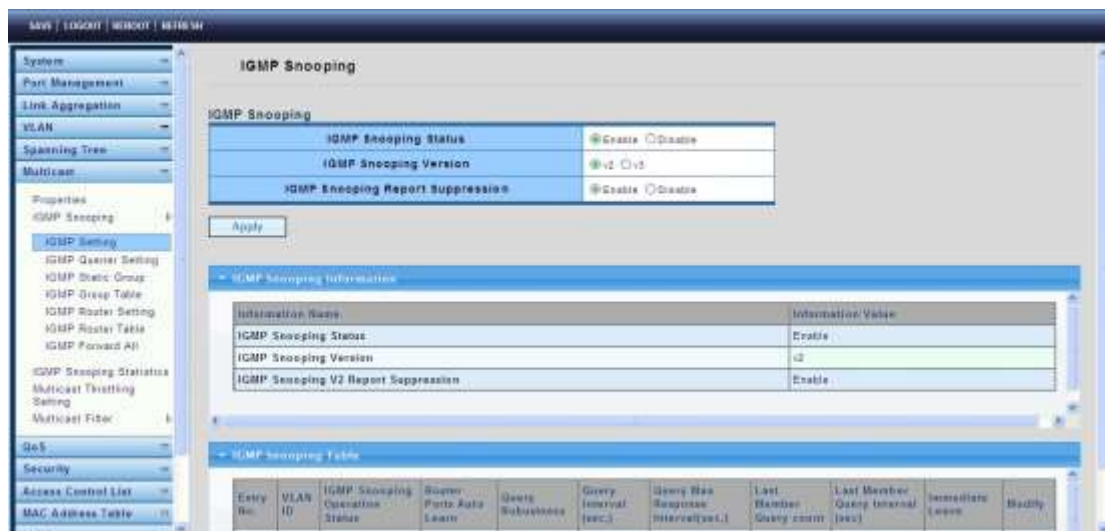 SAVE | LOGOUT | REBOOT | REFRESH
System
Port Management
Link Aggregation
VLAN
Spanning Tree
Multicast
Properties
IGMP Snooping
IGMP Setting
IGMP Querier Setting
IGMP Static Group
IGMP Group Table
IGMP Router Setting
IGMP Router Table
IGMP Forward All
IGMP Snooping Statistics
Multicast Throttling
Setting
Multicast Filter
QoS
Security
Access Control List
MAC Address Table
IGMP Snooping
IGMP Snooping
IGMP Snooping Status Enable Disable
IGMP Snooping Version v2 v3
IGMP Snooping Report Suppression Enable Disable
Apply
IGMP Snooping Information
Information Name Information Value
IGMP Snooping Status Enable
IGMP Snooping Version v2
IGMP Snooping V2 Report Suppression Enable
IGMP Snooping Table
Entry No. VLAN ID IGMP Snooping Operation Status Router Ports Auto Learn Query Robustness Query Interval (sec.) Query Max Response Interval(sec.) Last Member Query count Last Member Query Interval (sec) Immediate Leave Modify